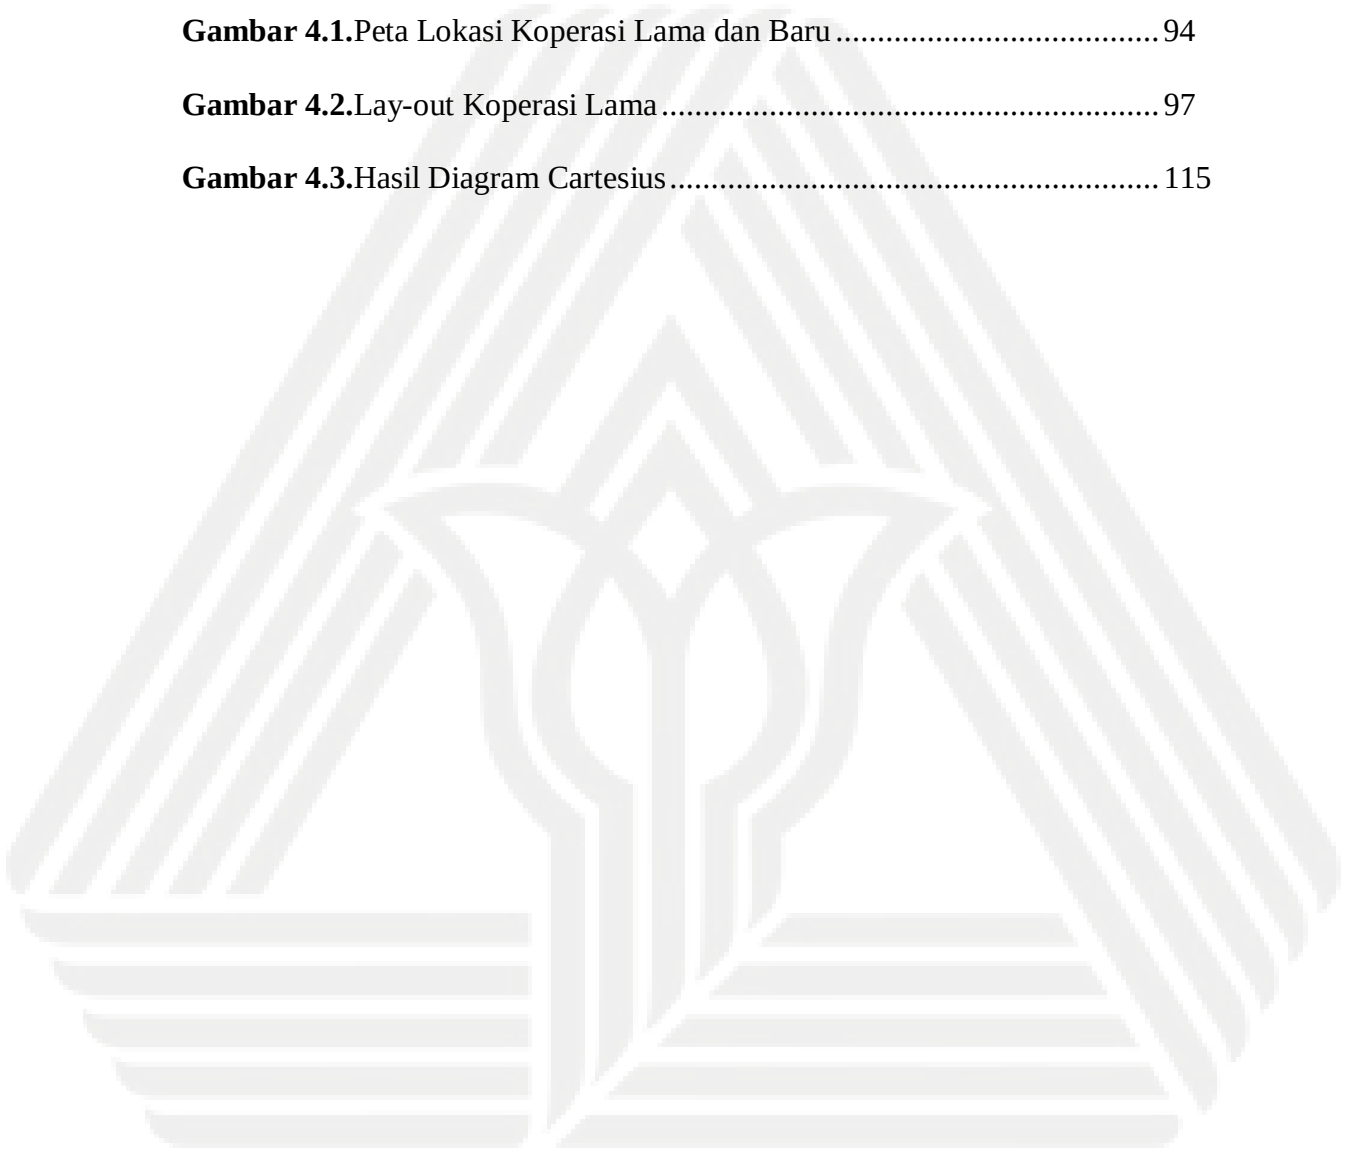 Gambar 4.1.Peta Lokasi Koperasi Lama dan Baru....................................... 94
Gambar 4.2.Lay-out Koperasi Lama............................................................ 97
Gambar 4.3.Hasil Diagram Cartesius........................................................... 115